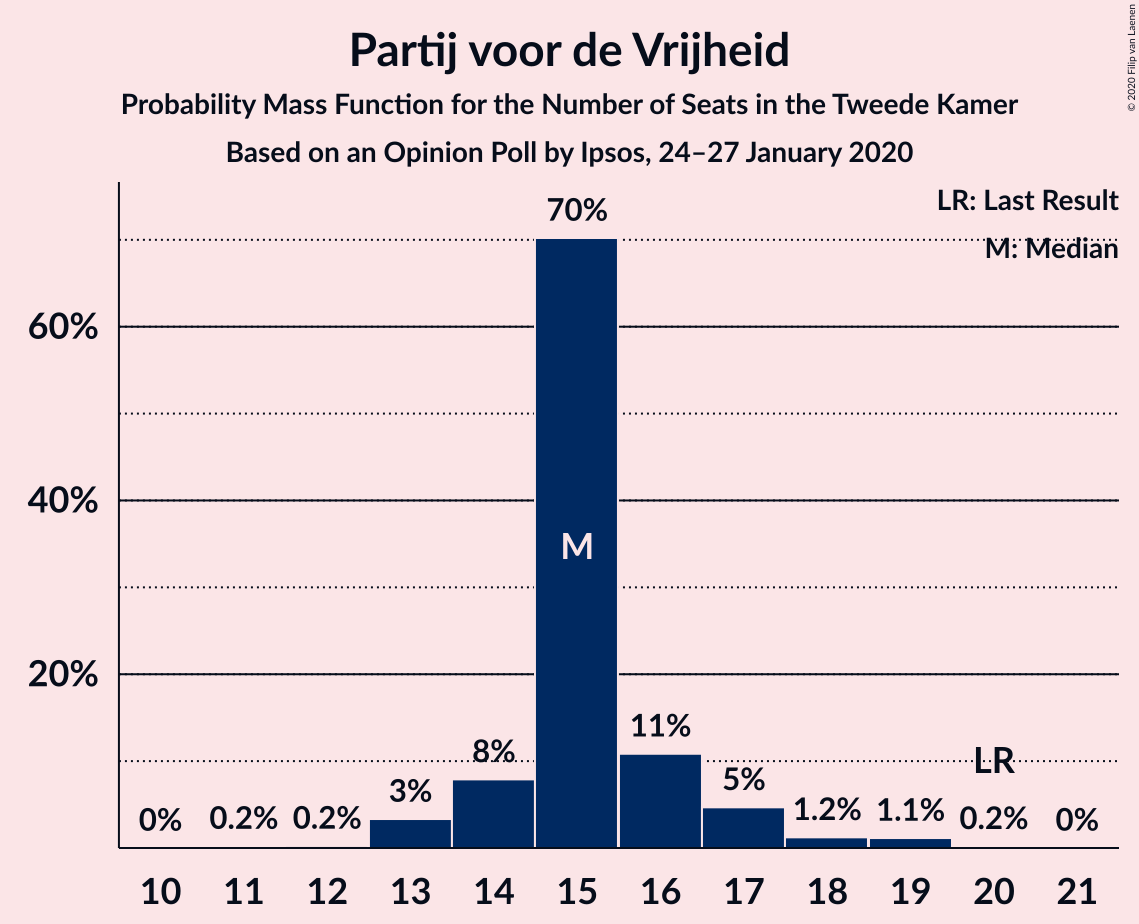 Partij voor de Vrijheid
Probability Mass Function for the Number of Seats in the Tweede Kamer
Based on an Opinion Poll by Ipsos, 24–27 January 2020
© 2020 Filip van Laenen
LR: Last Result
M: Median
60%
40%
20%
0%
0.2%
0.2%
3%
8%
70%
M
11%
5%
1.2%
1.1%
LR
0.2%
0%
10 11 12 13 14 15 16 17 18 19 20 21